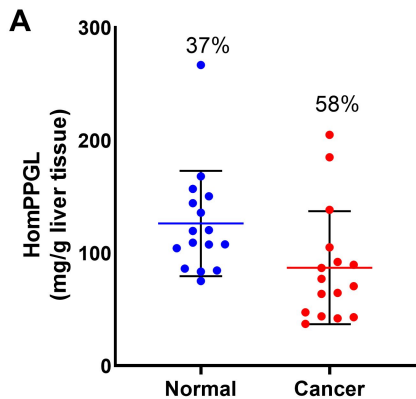 A
300
200
100
0
HomPPGL
(mg/g liver tissue)
37%
58%
Normal
Cancer